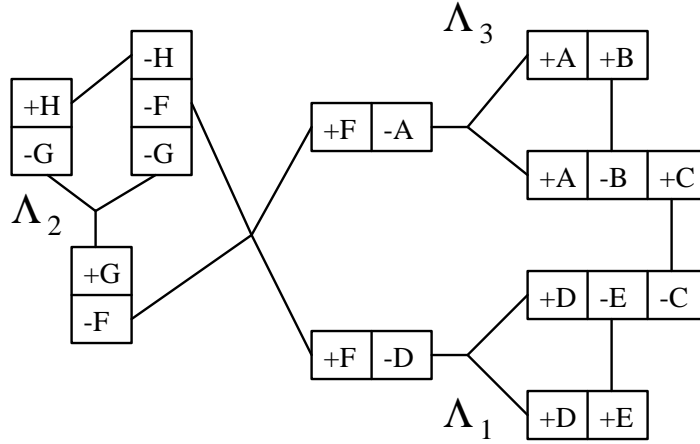 Λ3
-H
+A +B
+H
-F
+F -A
-G
-G
+A -B +C
Λ2
+G
+D -E -C
-F
+F -D
Λ1
+D +E